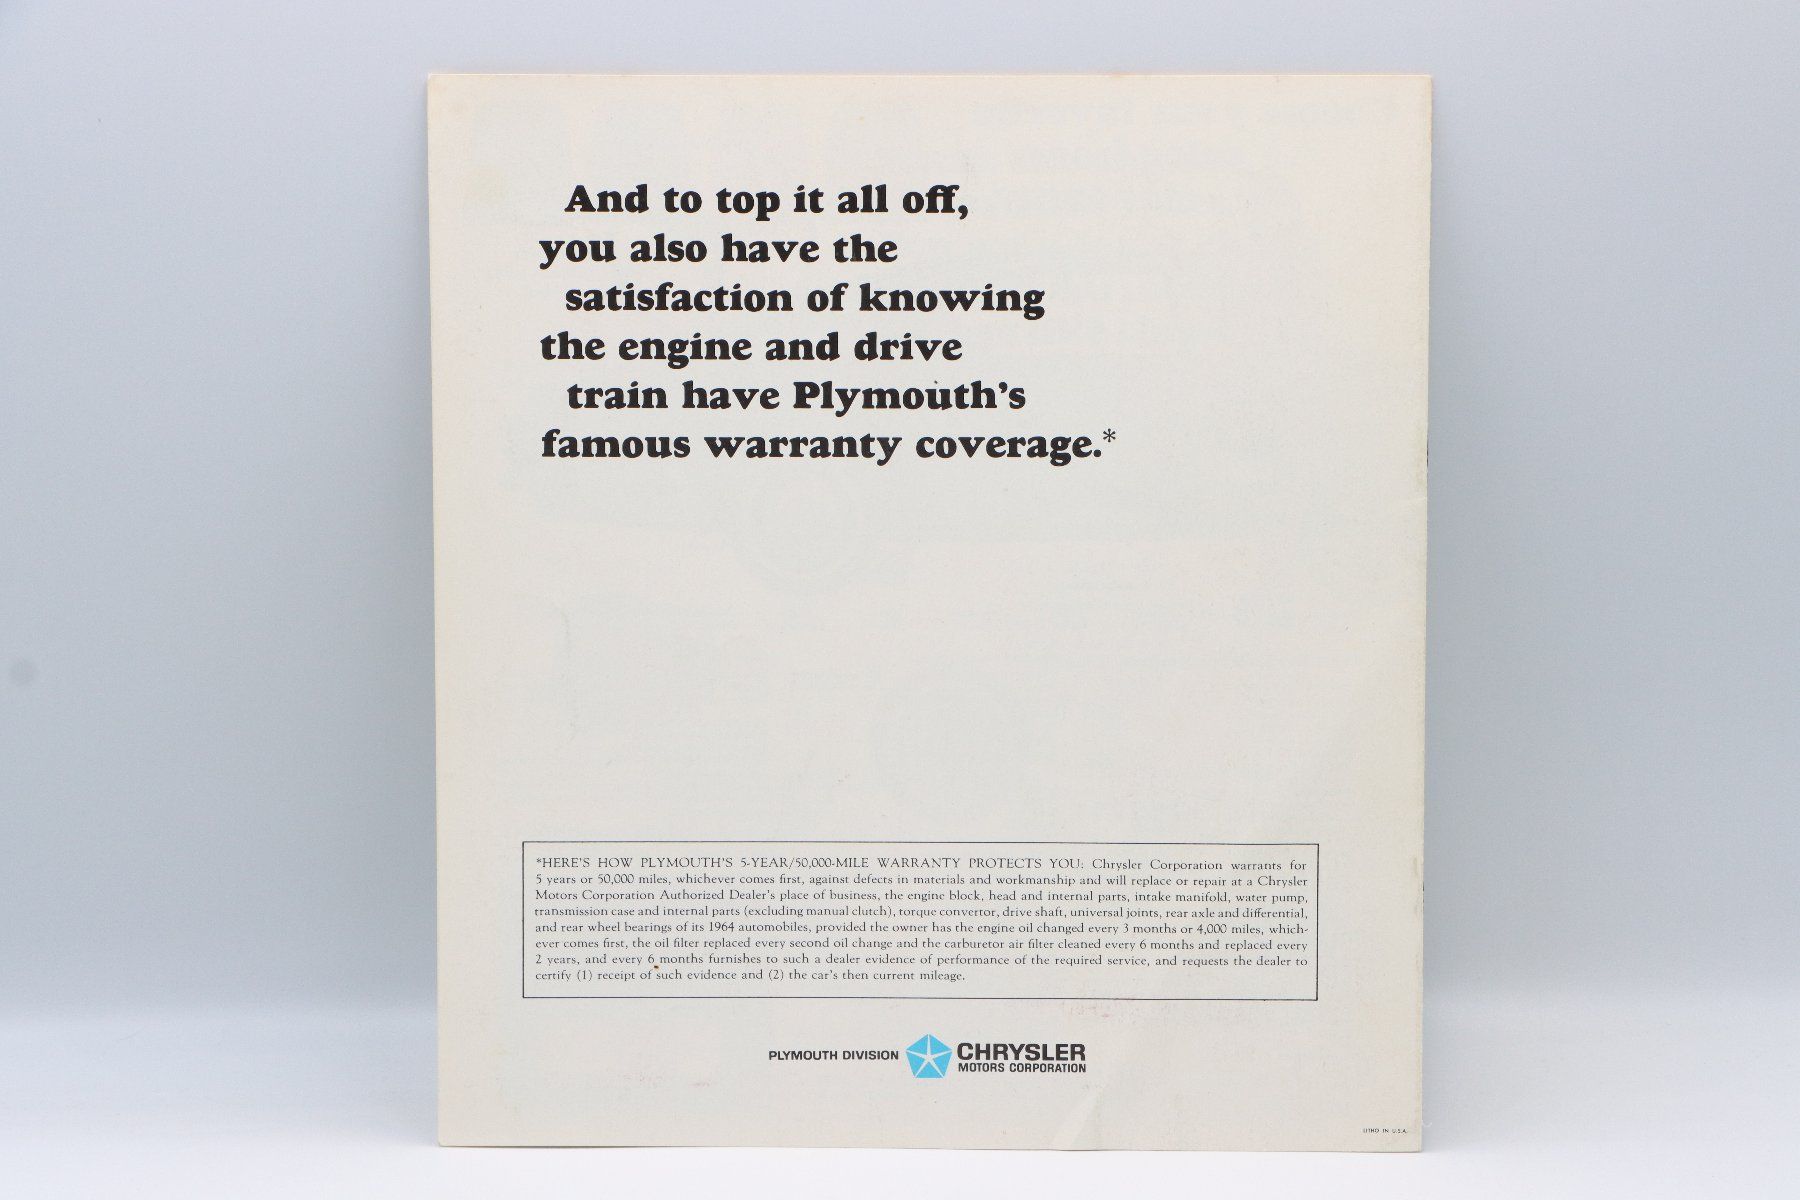 And to top it all off,
you also have the
satisfaction of knowing
the engine and drive
train have Plymouth's
famous warranty coverage.*
*HERE'S HOW PLYMOUTH'S 5-YEAR/50,000-MILE WARRANTY PROTECTS YOU: Chrysler Corporation warrants for
5 years or 50,000 miles, whichever comes first, against defects in materials and workmanship and will replace or repair at a Chrysler
Motors Corporation Authorized Dealer's place of business, the engine block, head and internal parts, intake manifold, water pump,
transmission case and internal parts (excluding manual clutch), torque convertor, drive shaft, universal joints, rear axle and differential,
and rear wheel bearings of its 1964 automobiles, provided the owner has the engine oil changed every 3 months or 4,000 miles, which-
ever comes first, the oil filter replaced every second oil change and the carburetor air filter cleaned every 6 months and replaced every
2 years, and every 6 months furnishes to such a dealer evidence of performance of the required service, and requests the dealer to
certify (1) receipt of such evidence and (2) the car's then current mileage.
PLYMOUTH DIVISION CHRYSLER
MOTORS CORPORATION
LITHO IN U.S.A.